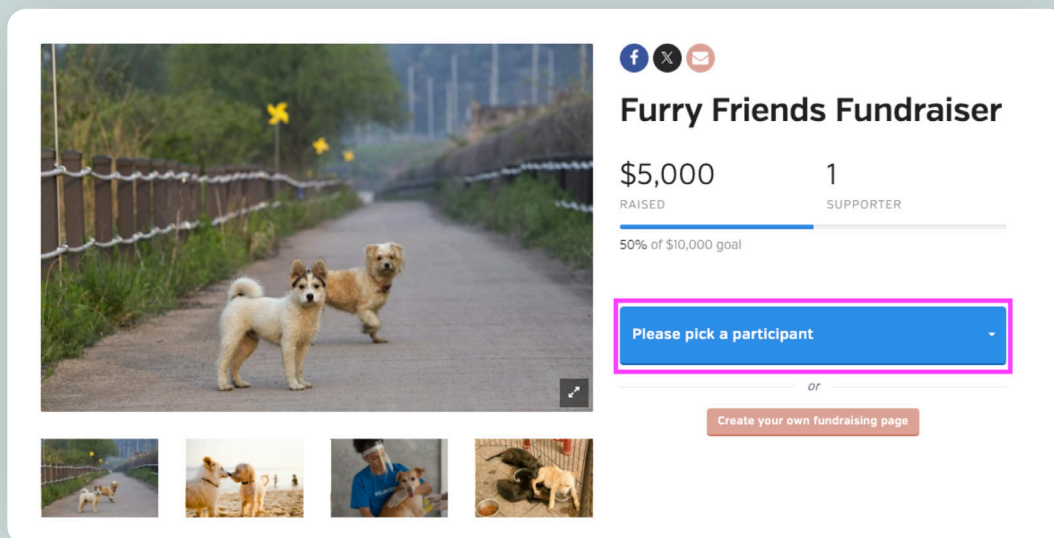 Furry Friends Fundraiser
$5,000
RAISED
1
SUPPORTER
50% of $10,000 goal
Please pick a participant
or
Create your own fundraising page